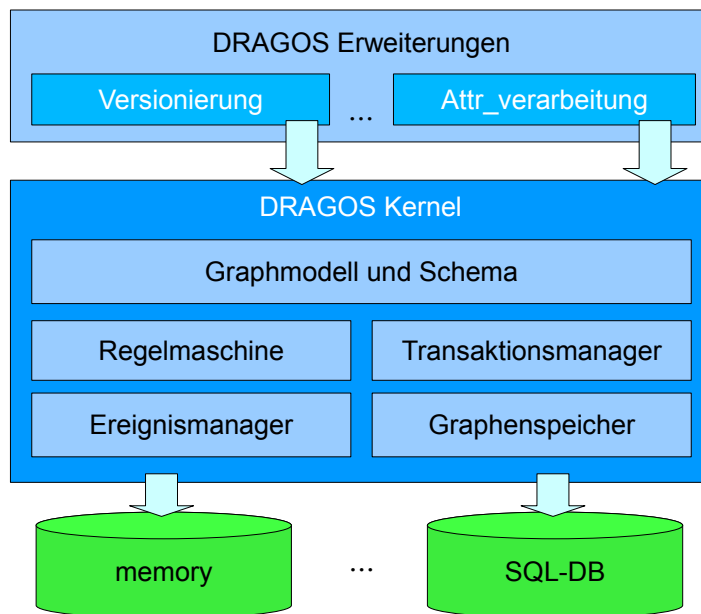 DRAGOS Erweiterungen
Versionierung
...
Attr_verarbeitung
DRAGOS Kernel
Graphmodell und Schema
Regelmaschine
Transaktionsmanager
Ereignismanager
Graphenspeicher
memory
...
SQL-DB